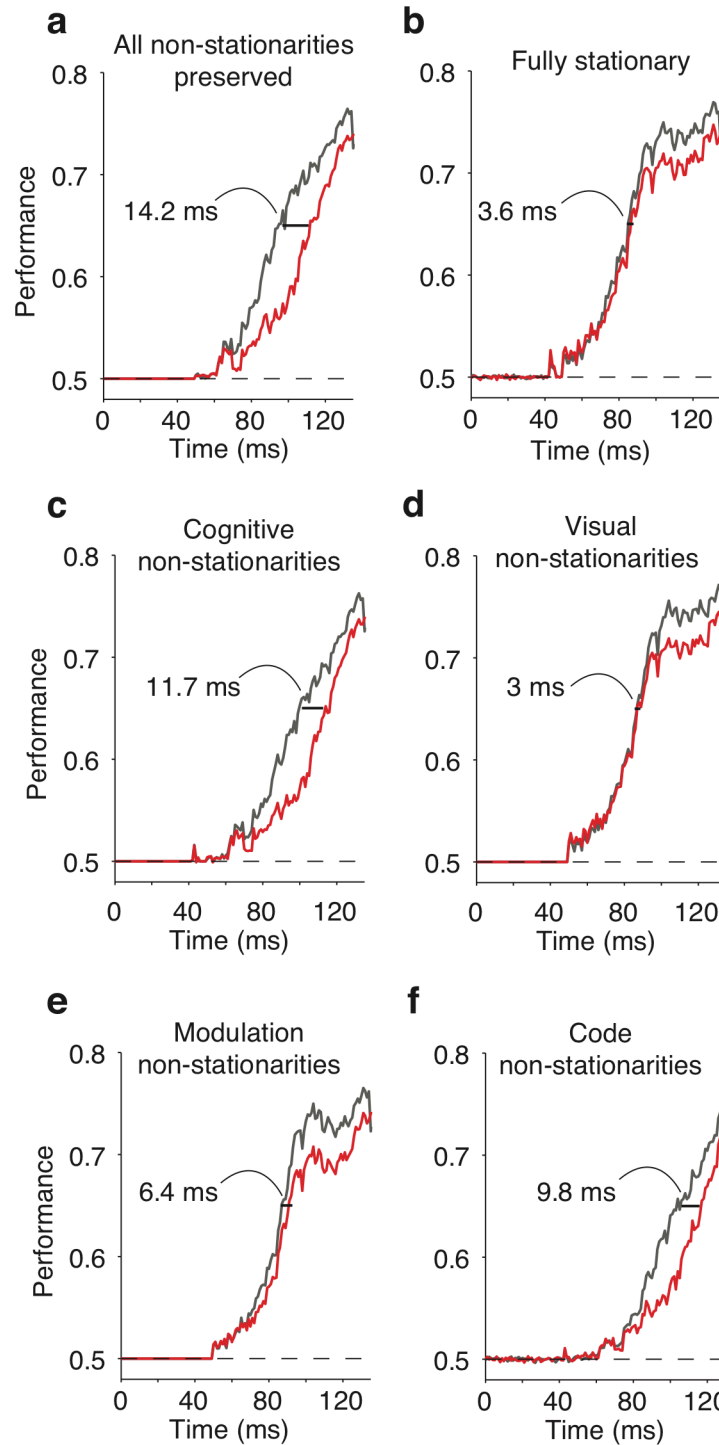 a
All non-stationarities
preserved
0.8
0.7
0.6
0.5
Performance
14.2 ms
0 40 80 120
Time (ms)
b
Fully stationary
0.8
0.7
0.6
0.5
3.6 ms
0 40 80 120
Time (ms)
c
Cognitive
non-stationarities
0.8
0.7
0.6
0.5
Performance
11.7 ms
0 40 80 120
Time (ms)
d
Visual
non-stationarities
0.8
0.7
0.6
0.5
3 ms
0 40 80 120
Time (ms)
e
Modulation
non-stationarities
0.8
0.7
0.6
0.5
Performance
6.4 ms
0 40 80 120
Time (ms)
f
Code
non-stationarities
0.8
0.7
0.6
0.5
9.8 ms
0 40 80 120
Time (ms)